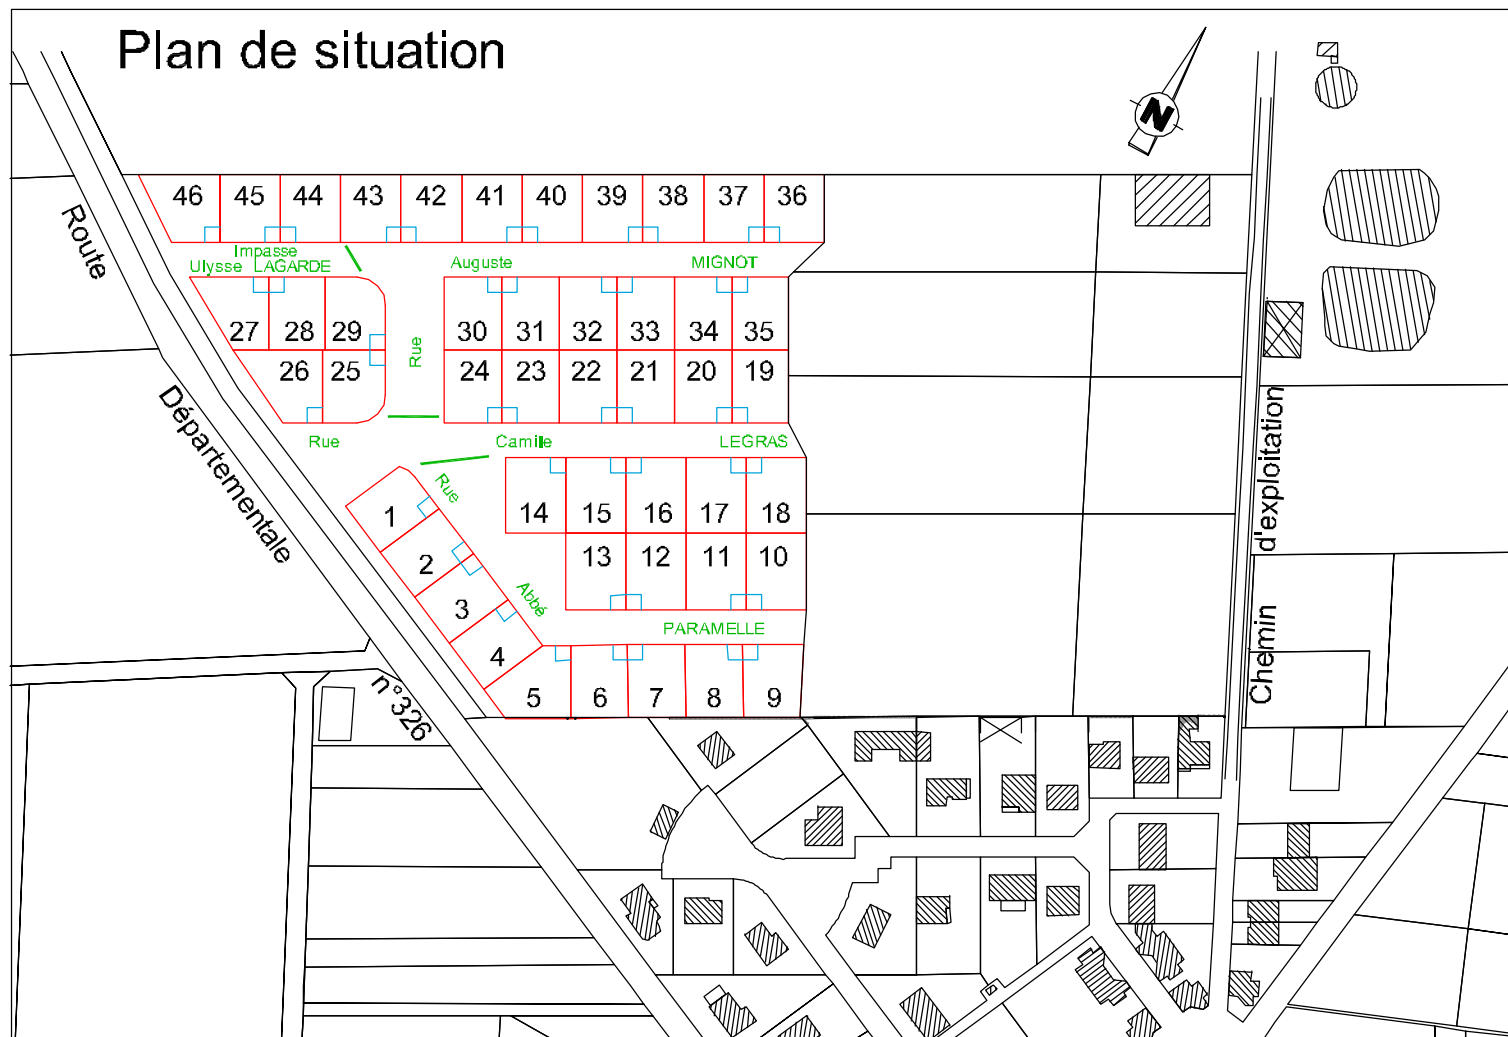 Plan de situation
N
46 45 44 43 42 41 40 39 38 37 36
Route
Impasse
Ulysse LAGARDE
Auguste
MIGNOT
27 28 29
Rue
30 31 32 33 34 35
26 25
24 23 22 21 20 19
Départementale
n°326
Rue
Camille
LEGRAS
Rue
Abbé
PARAMELLE
1
2
3
4
14 15 16 17 18
13 12 11 10
5 6 7 8 9
Chemin
d'exploitation